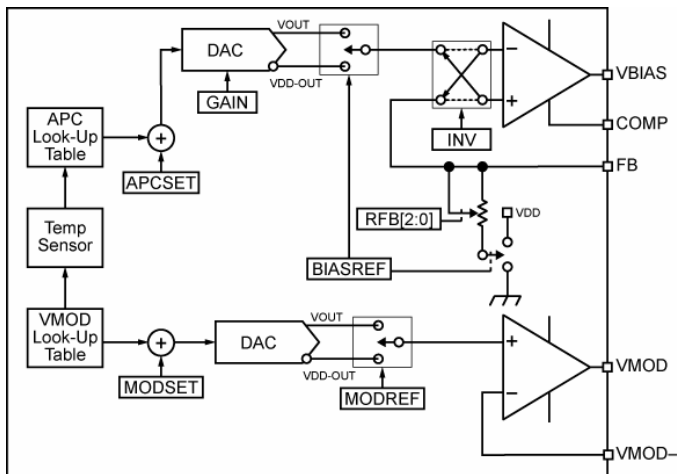 VOUT
DAC
VDD-OUT
GAIN
APC
Look-Up
Table
APCSET
INV
−
+
VBIAS
COMP
FB
Temp
Sensor
RFB[2:0]
VDD
BIASREF
VMOD
Look-Up
Table
MODSET
DAC
VOUT
VDD-OUT
MODREF
+
−
VMOD
VMOD–